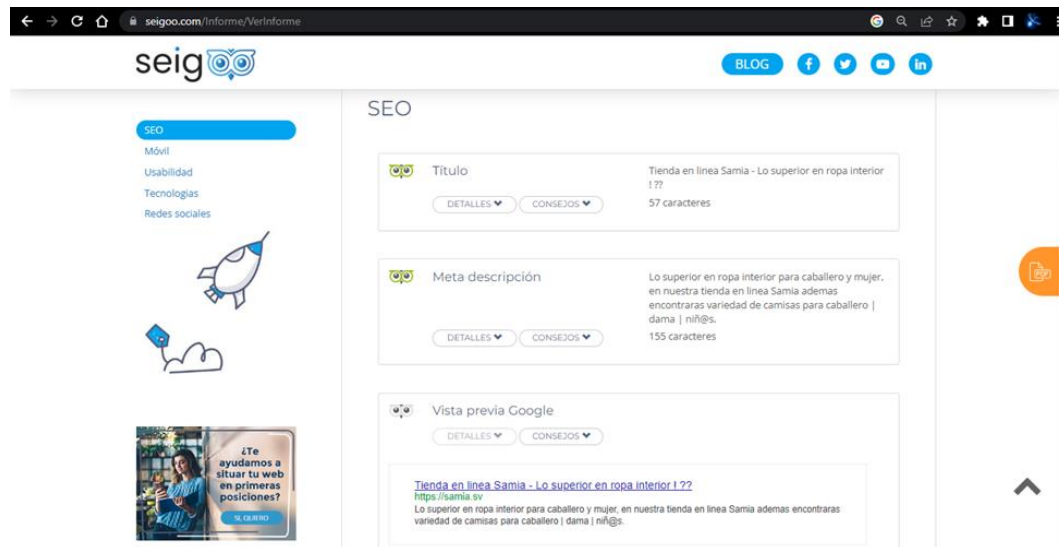 seigoo.com/Informe/VerInforme
seigoo
BLOG
SEO
SEO
Móvil
Usabilidad
Tecnologias
Redes sociales
Título
Tienda en linea Samia - Lo superior en ropa interior
! ??
DETALLES
CONSEJOS
57 caracteres
Meta descripción
Lo superior en ropa interior para caballero y mujer,
en nuestra tienda en linea Samia ademas
encontraras variedad de camisas para caballero |
dama | niñ@s.
DETALLES
CONSEJOS
155 caracteres
Vista previa Google
DETALLES
CONSEJOS
Tienda en linea Samia - Lo superior en ropa interior ! ??
https://samia.sv
Lo superior en ropa interior para caballero y mujer, en nuestra tienda en linea Samia ademas encontraras
variedad de camisas para caballero | dama | niñ@s.
¿Te
ayudamos a
situar tu web
en primeras
posiciones?
SI, QUIERO
PDF